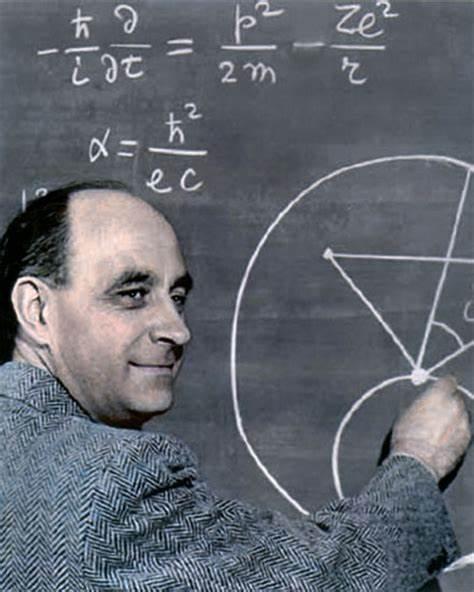 -ħ/i ∂/∂t = p²/2m - Ze²/r
α = ħ²/ec